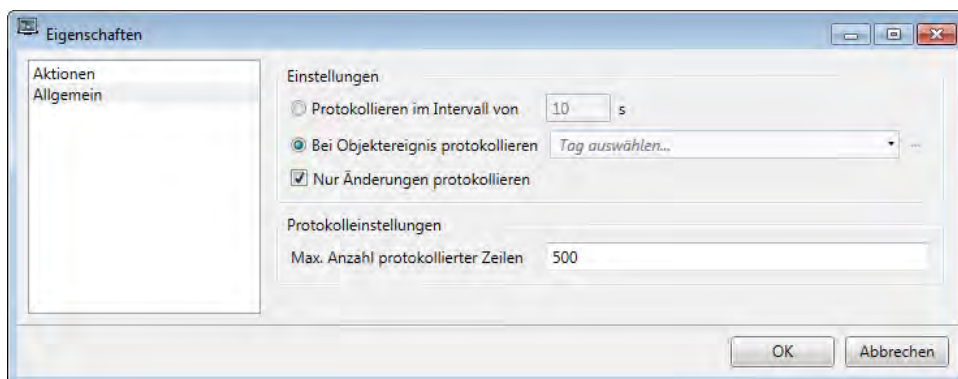 Eigenschaften
Aktionen
Allgemein
Einstellungen
Protokollieren im Intervall von 10 s
Bei Objektereignis protokollieren Tag auswählen... ...
Nur Änderungen protokollieren
Protokolleinstellungen
Max. Anzahl protokollierter Zeilen 500
OK Abbrechen